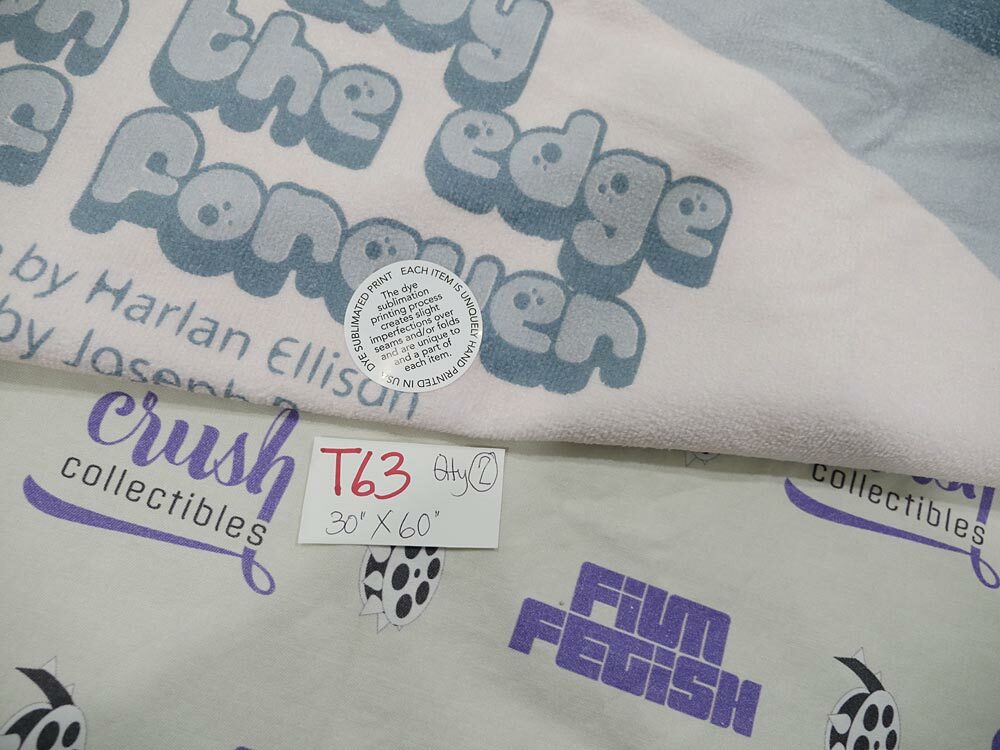 the edge
Forever
by Harlan Ellison
by Joseph
DYE SUBLIMATED PRINT EACH ITEM IS UNIQUELY HAND PRINTED IN USA
The dye
sublimation
printing process
creates slight
imperfections over
seams and/or folds
and are unique to
and a part of
each item.
crush
collectibles
T63 Qty 2
30" X 60"
crush
collectibles
FILM
FETISH